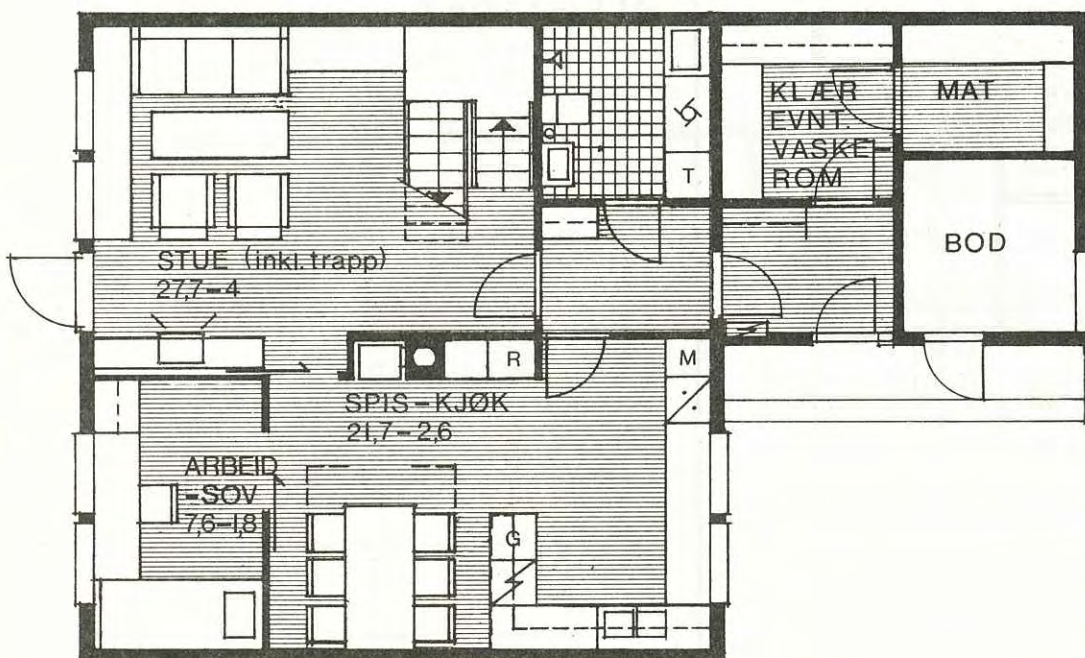 KLÆR
EVNT.
VASKE
ROM
MAT
T
BOD
STUE (inkl. trapp)
27,7-4
R
M
SPIS-KJØK
21,7-2,6
ARBEID
-SOV
7,6-1,8
G